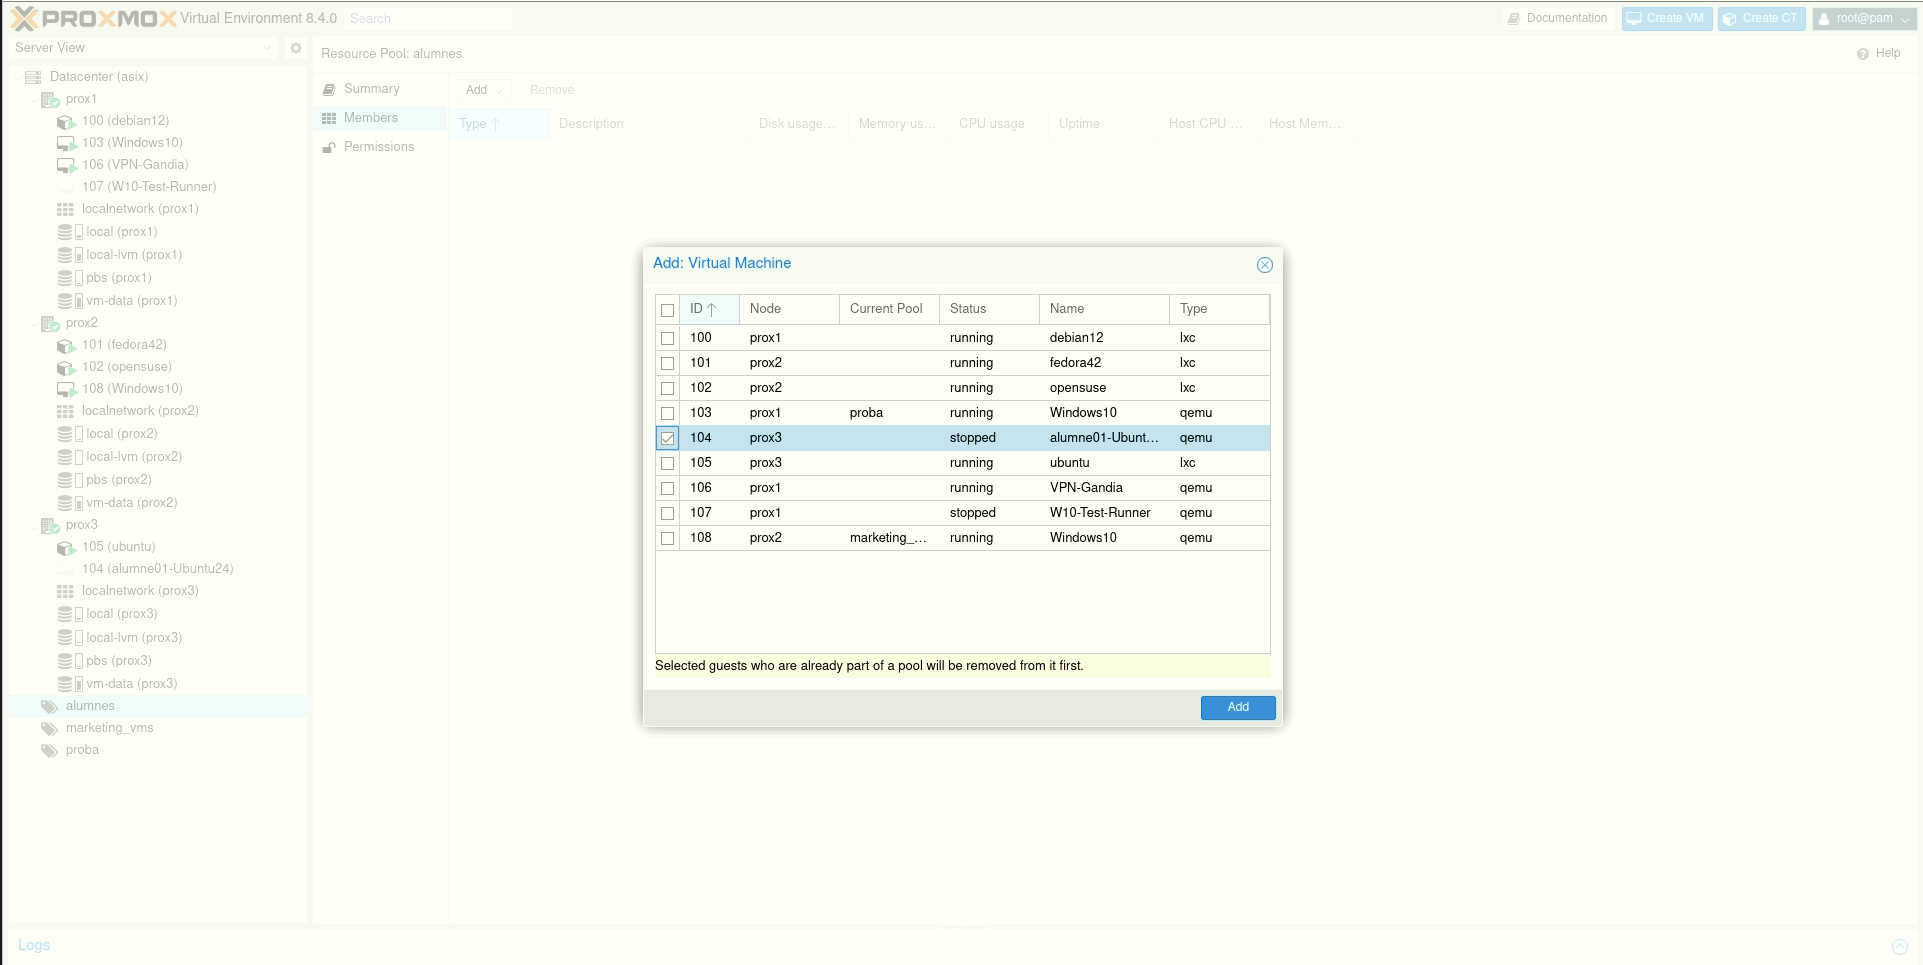 PROXMOX Virtual Environment 8.4.0 Search Documentation Create VM Create CT root@pam
Server View
Resource Pool: alumnes Help
Datacenter (asix)
prox1
100 (debian12)
103 (Windows10)
106 (VPN-Gandia)
107 (W10-Test-Runner)
localnetwork (prox1)
local (prox1)
local-lvm (prox1)
pbs (prox1)
vm-data (prox1)
prox2
101 (fedora42)
102 (opensuse)
108 (Windows10)
localnetwork (prox2)
local (prox2)
local-lvm (prox2)
pbs (prox2)
vm-data (prox2)
prox3
105 (ubuntu)
104 (alumne01-Ubuntu24)
localnetwork (prox3)
local (prox3)
local-lvm (prox3)
pbs (prox3)
vm-data (prox3)
alumnes
marketing_vms
proba
Summary
Members
Permissions
Add Remove
Type Description Disk usage... Memory us... CPU usage Uptime Host CPU ... Host Mem...
Add: Virtual Machine
ID Node Current Pool Status Name Type
100 prox1 running debian12 lxc
101 prox2 running fedora42 lxc
102 prox2 running opensuse lxc
103 prox1 proba running Windows10 qemu
104 prox3 stopped alumne01-Ubunt... qemu
105 prox3 running ubuntu lxc
106 prox1 running VPN-Gandia qemu
107 prox1 stopped W10-Test-Runner qemu
108 prox2 marketing_... running Windows10 qemu
Selected guests who are already part of a pool will be removed from it first.
Add
Logs